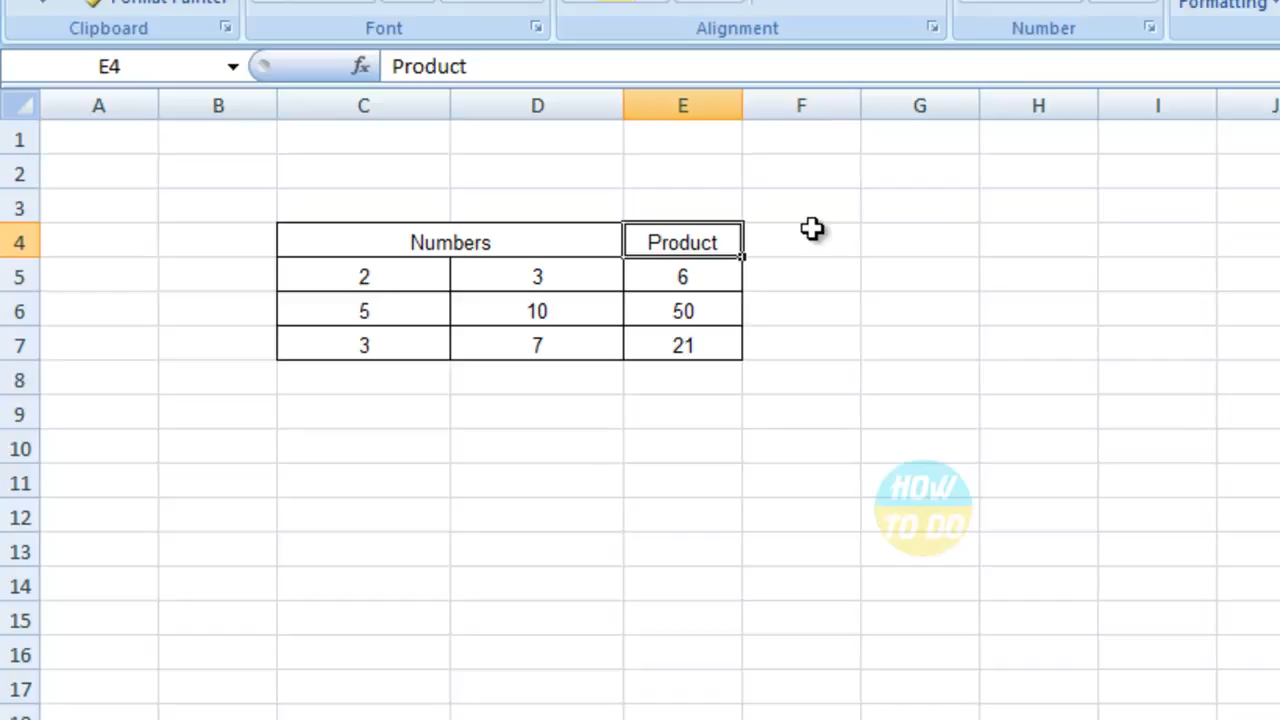 Format Painter
Formatting
Clipboard Font Alignment Number
E4 fx Product
A B C D E F G H I J
1
2
3
4 Numbers Product
5 2 3 6
6 5 10 50
7 3 7 21
8
9
10
11
12
13
14
15
16
17
18
HOW
TO DO